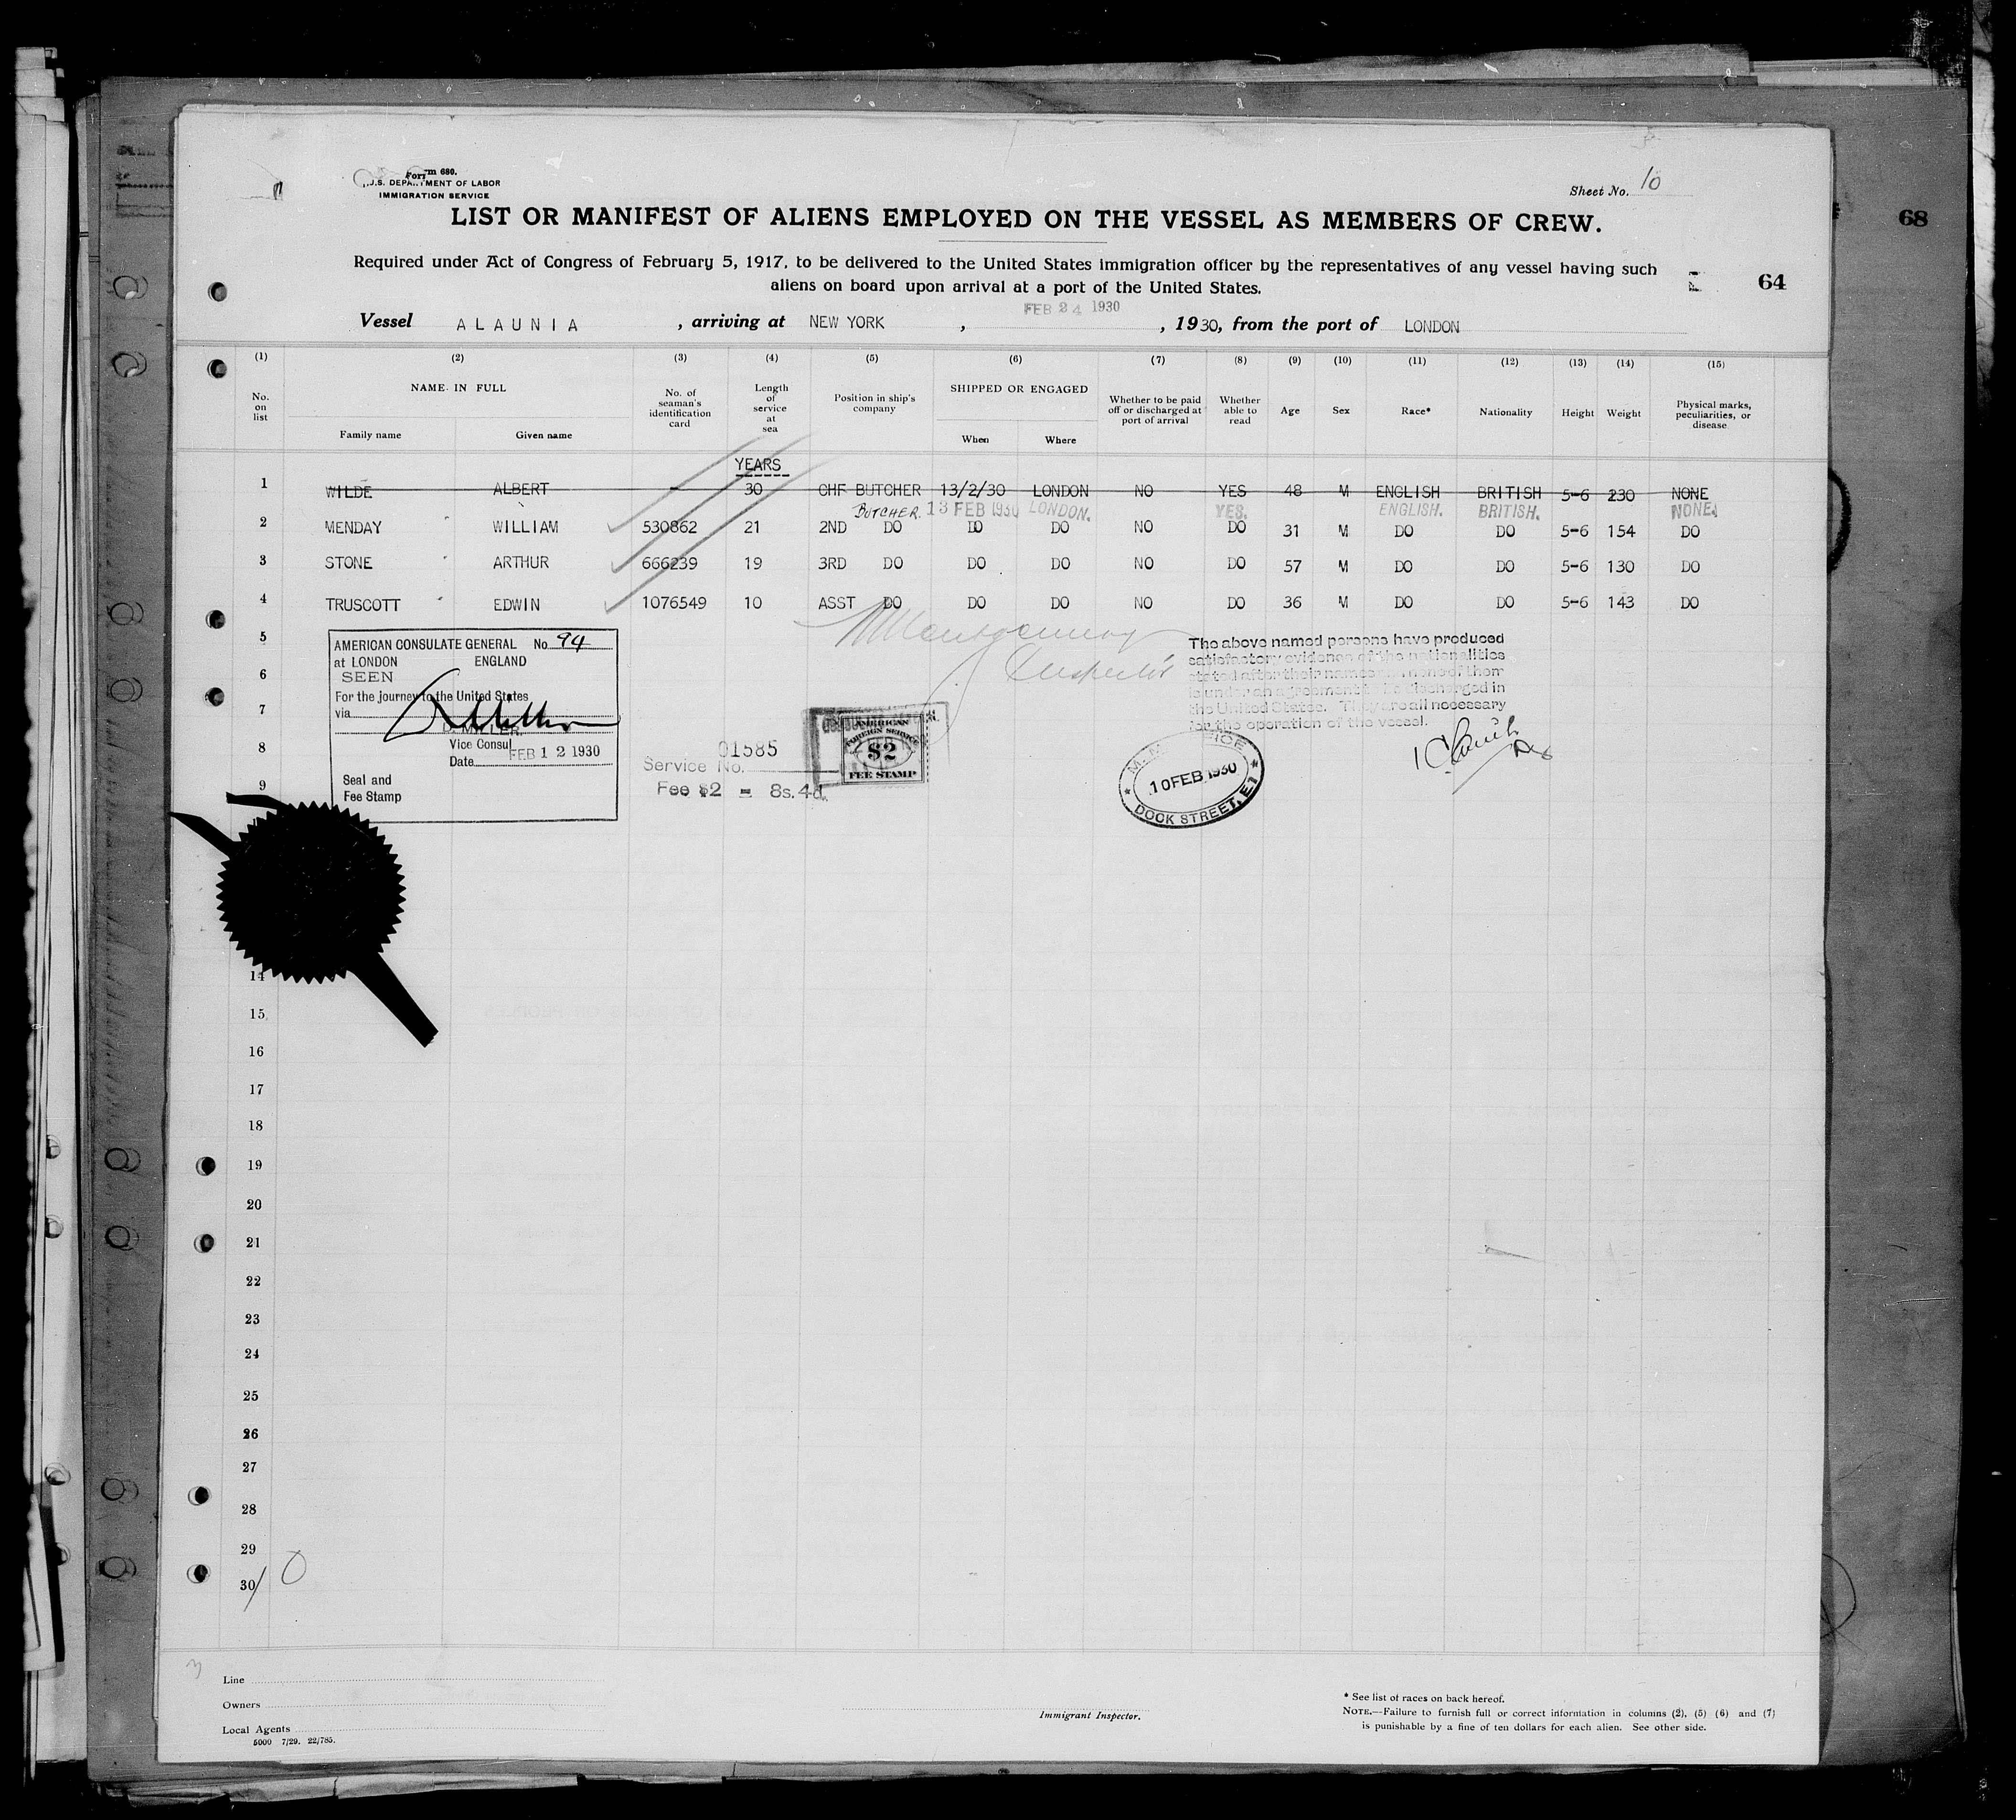 Form 680.
U.S. DEPARTMENT OF LABOR
IMMIGRATION SERVICE
Sheet No. 10
LIST OR MANIFEST OF ALIENS EMPLOYED ON THE VESSEL AS MEMBERS OF CREW.
68
Required under Act of Congress of February 5, 1917, to be delivered to the United States immigration officer by the representatives of any vessel having such
aliens on board upon arrival at a port of the United States.
64
FEB 24 1930
Vessel ALAUNIA, arriving at NEW YORK, , 1930, from the port of LONDON
(1) (2) (3) (4) (5) (6) (7) (8) (9) (10) (11) (12) (13) (14) (15)
No. on list NAME IN FULL Family name Given name No. of seaman's identification card Length of service at sea Position in ship's company SHIPPED OR ENGAGED When Where Whether to be paid off or discharged at port of arrival Whether able to read Age Sex Race* Nationality Height Weight Physical marks, peculiarities, or disease
YEARS
1 WILDE ALBERT - 30 CHF BUTCHER 13/2/30 LONDON NO YES 48 M ENGLISH BRITISH 5-6 230 NONE
BUTCHER. 13 FEB 1930 LONDON. YES. ENGLISH. BRITISH. NONE.
2 MENDAY WILLIAM 530862 21 2ND DO DO DO NO DO 31 M DO DO 5-6 154 DO
3 STONE ARTHUR 666239 19 3RD DO DO DO NO DO 57 M DO DO 5-6 130 DO
4 TRUSCOTT EDWIN 1076549 10 ASST DO DO DO NO DO 36 M DO DO 5-6 143 DO
5
6
7
8
9
AMERICAN CONSULATE GENERAL No. 94
at LONDON ENGLAND
SEEN
For the journey to the United States
via
D. MILLER.
Vice Consul
Date FEB 12 1930
Seal and
Fee Stamp
Montgomery
Inspector
01585
Service No.
Fee $2 = 8s. 4d.
AMERICAN
FOREIGN SERVICE
$2
FEE STAMP
The above named persons have produced
satisfactory evidence of the nationalities
stated after their names. None of them
is under an agreement to be discharged in
the United States. They are all necessary
for the operation of the vessel.
10 FEB 1930
DOCK STREET, E.1
14
15
16
17
18
19
20
21
22
23
24
25
26
27
28
29
30/ 0
3
Line
Owners
Local Agents
5000 7/29. 22/785.
Immigrant Inspector.
* See list of races on back hereof.
NOTE.—Failure to furnish full or correct information in columns (2), (5) (6) and (7)
is punishable by a fine of ten dollars for each alien. See other side.